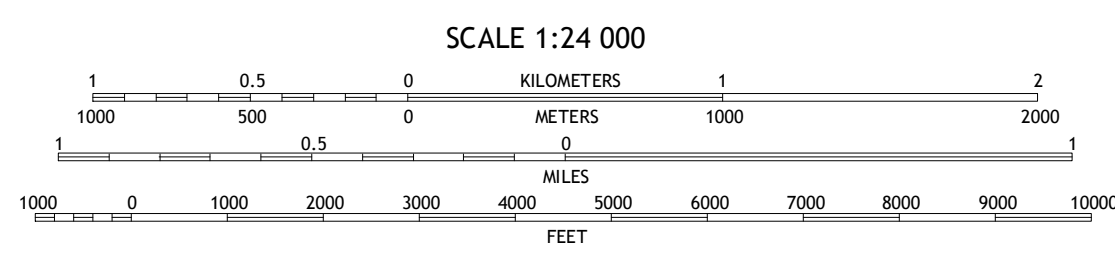 SCALE 1:24 000
1 0.5 0 KILOMETERS 1 2
1000 500 0 METERS 1000 2000
1 0.5 0 1
MILES
1000 0 1000 2000 3000 4000 5000 6000 7000 8000 9000 10000
FEET